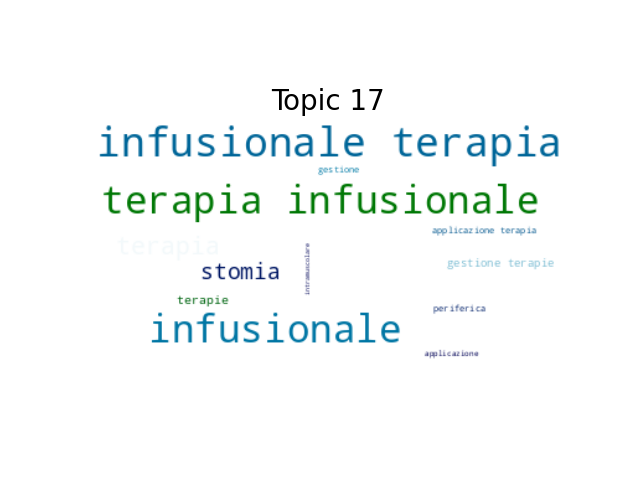 Topic 17
infusionale terapia
gestione
terapia infusionale
applicazione terapia
terapia
intramuscolare
gestione terapie
stomia
terapie
periferica
infusionale
applicazione